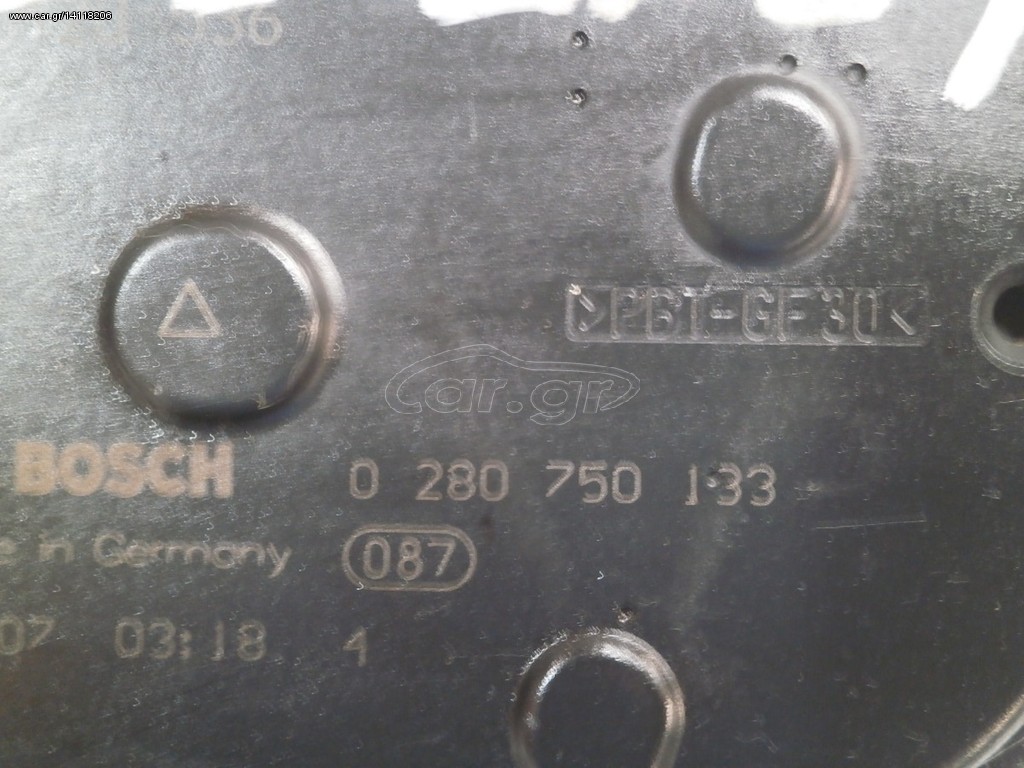 www.car.gr/14118206
336
>PBT-GF30<
car.gr
BOSCH 0 280 750 133
in Germany 087
07 03:18 4